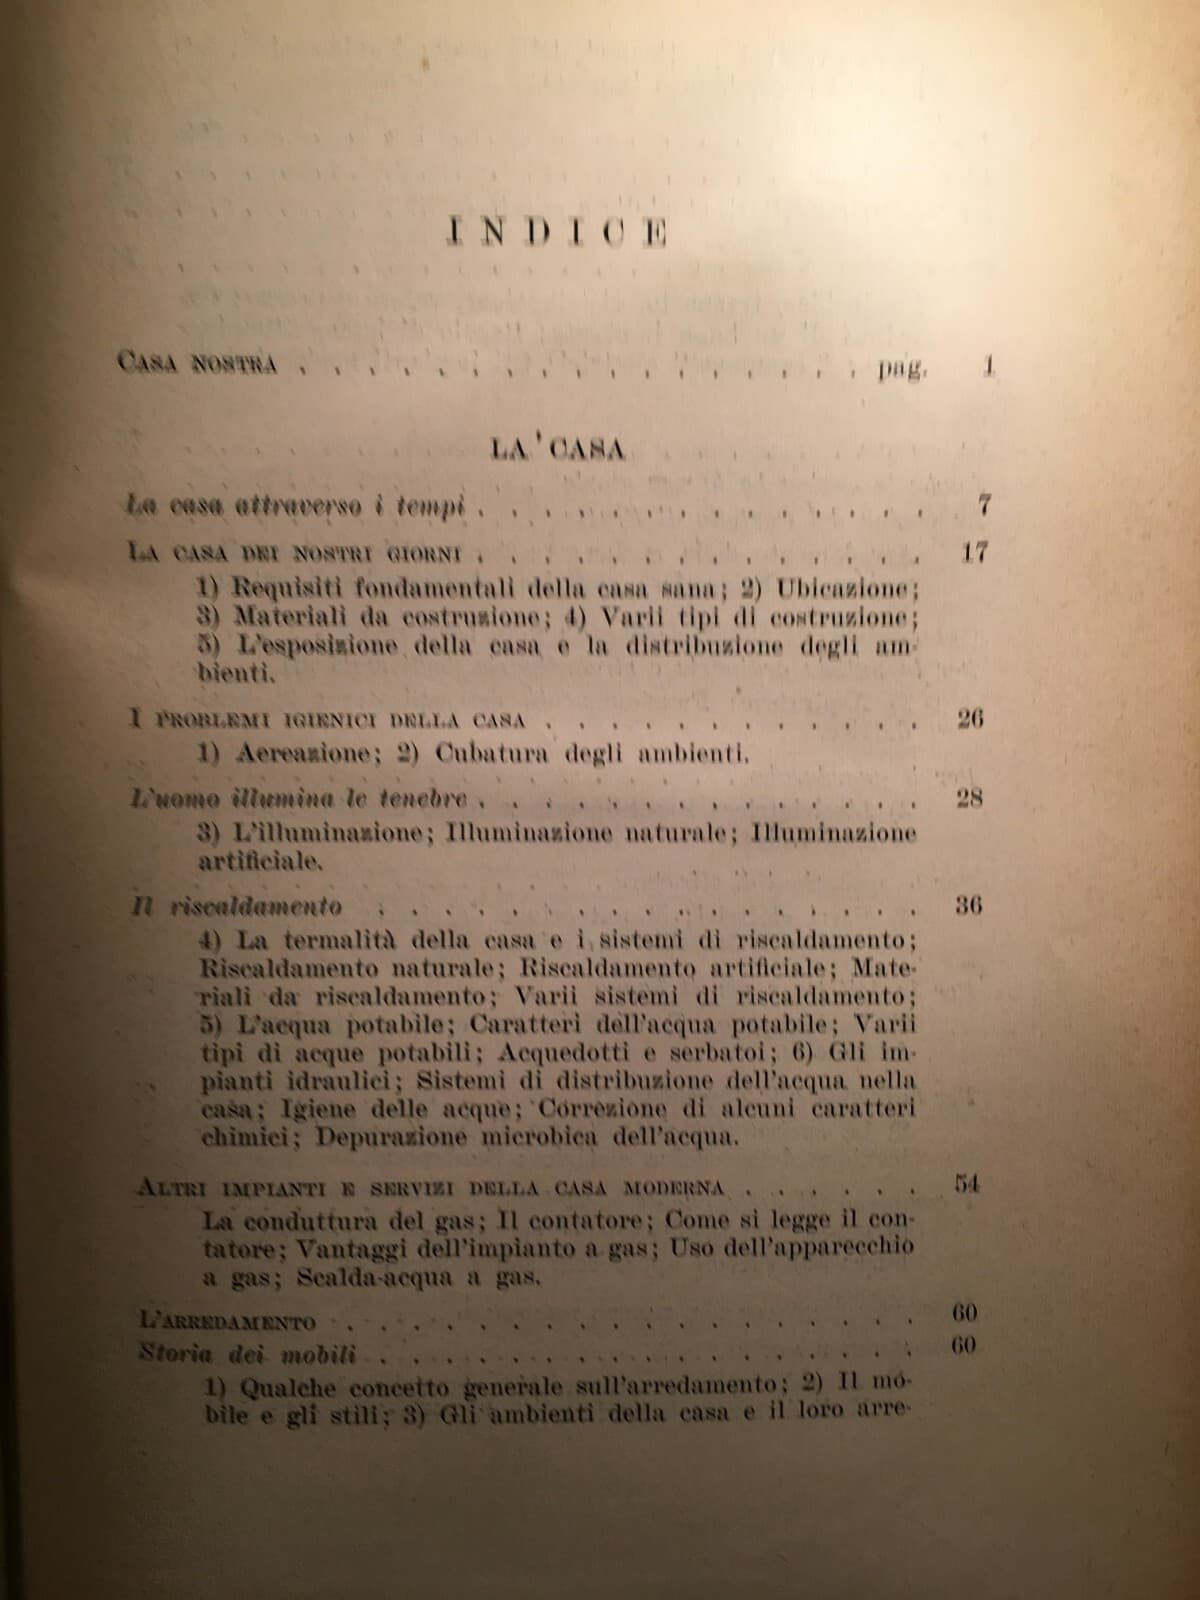 INDICE
CASA NOSTRA . . . . . . . . . . . . . . . . . pag. 1
LA CASA
La casa attraverso i tempi . . . . . . . . . . . . . . 7
LA CASA DEI NOSTRI GIORNI . . . . . . . . . . . . . . 17
1) Requisiti fondamentali della casa sana; 2) Ubicazione;
3) Materiali da costruzione; 4) Varii tipi di costruzione;
5) L'esposizione della casa e la distribuzione degli am-
bienti.
I PROBLEMI IGIENICI DELLA CASA . . . . . . . . . . . . 26
1) Aereazione; 2) Cubatura degli ambienti.
L'uomo illumina le tenebre . . . . . . . . . . . . . . 28
3) L'illuminazione; Illuminazione naturale; Illuminazione
artificiale.
Il riscaldamento . . . . . . . . . . . . . . . . . 36
4) La termalità della casa e i sistemi di riscaldamento;
Riscaldamento naturale; Riscaldamento artificiale; Mate-
riali da riscaldamento; Varii sistemi di riscaldamento;
5) L'acqua potabile; Caratteri dell'acqua potabile; Varii
tipi di acque potabili; Acquedotti e serbatoi; 6) Gli im-
pianti idraulici; Sistemi di distribuzione dell'acqua nella
casa; Igiene delle acque; Correzione di alcuni caratteri
chimici; Depurazione microbica dell'acqua.
ALTRI IMPIANTI E SERVIZI DELLA CASA MODERNA . . . . . . 54
La conduttura del gas; Il contatore; Come si legge il con-
tatore; Vantaggi dell'impianto a gas; Uso dell'apparecchio
a gas; Scalda-acqua a gas.
L'ARREDAMENTO . . . . . . . . . . . . . . . . . . 60
Storia dei mobili . . . . . . . . . . . . . . . . . 60
1) Qualche concetto generale sull'arredamento; 2) Il mo-
bile e gli stili; 3) Gli ambienti della casa e il loro arre-